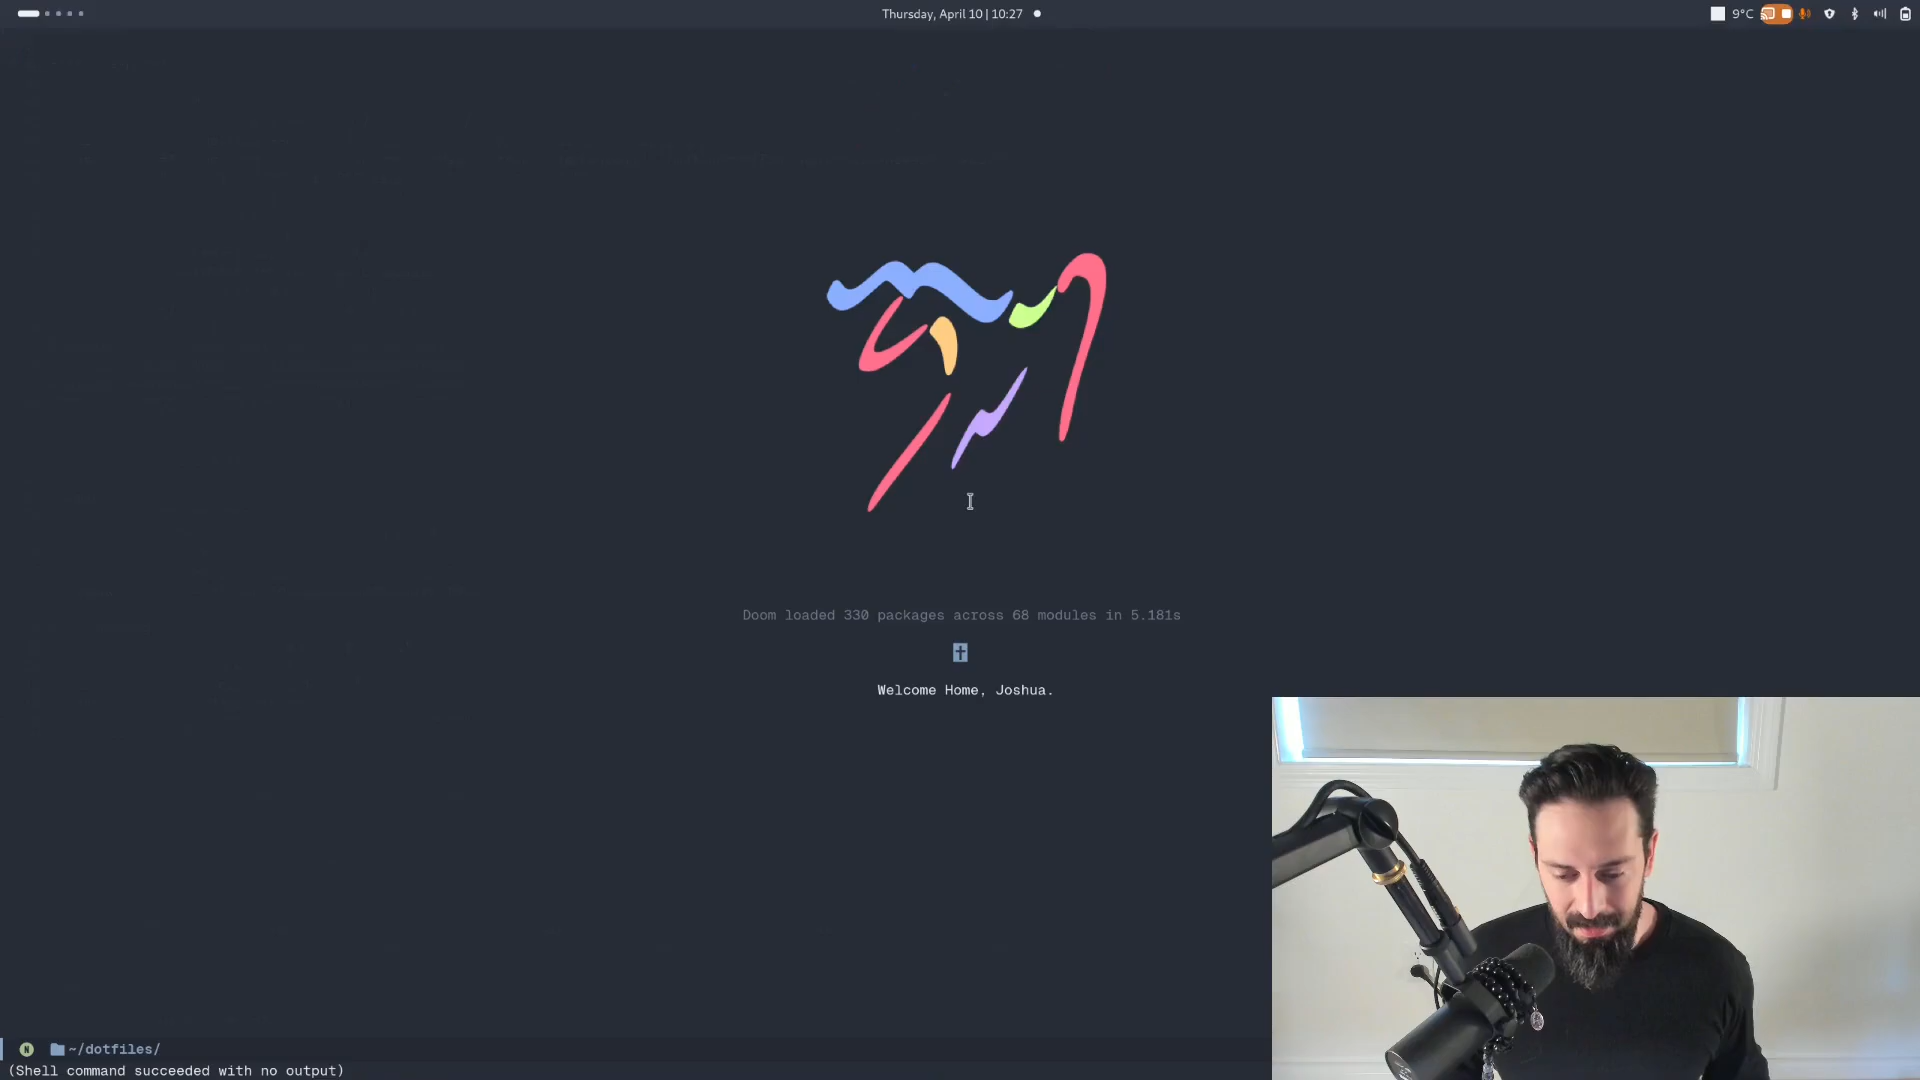 Thursday, April 10 | 10:27
9°C
Doom loaded 330 packages across 68 modules in 5.181s
Welcome Home, Joshua.
N ~/dotfiles/
(Shell command succeeded with no output)